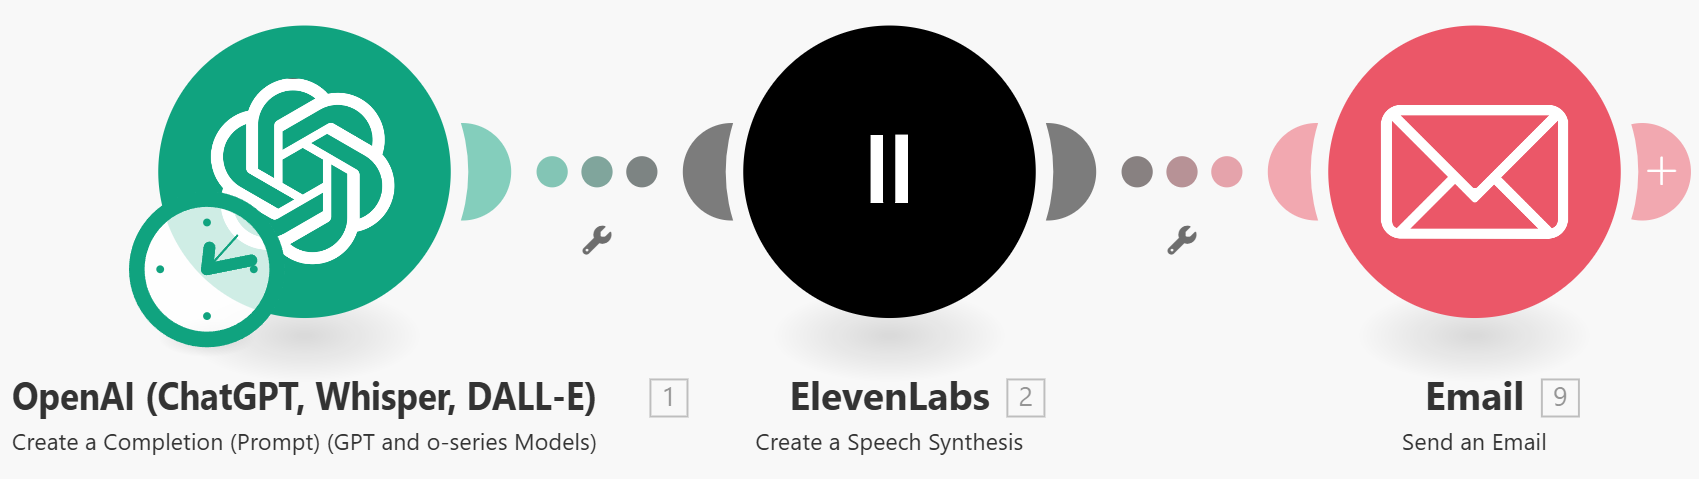 OpenAI (ChatGPT, Whisper, DALL-E) 1
Create a Completion (Prompt) (GPT and o-series Models)
ElevenLabs 2
Create a Speech Synthesis
Email 9
Send an Email